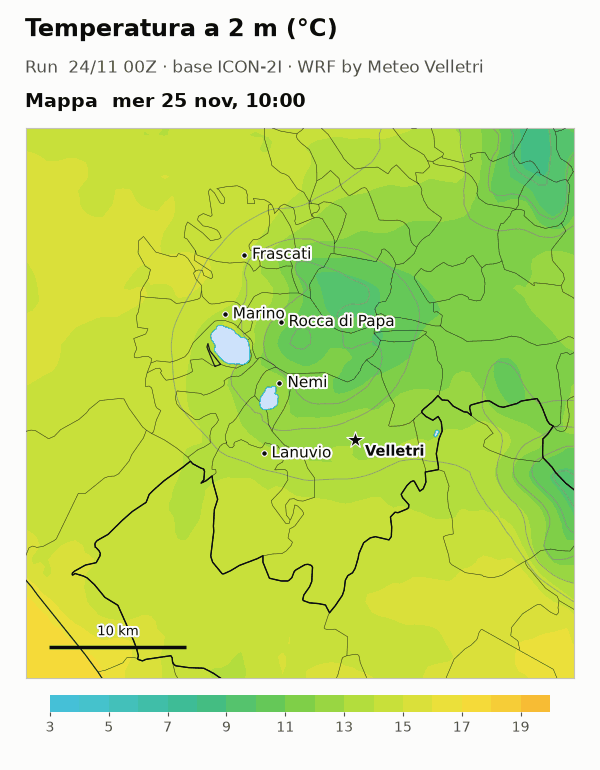 Temperatura a 2 m (°C)
Run  24/11 00Z · base ICON-2I · WRF by Meteo Velletri
Mappa  mer 25 nov, 10:00
Frascati
Marino
Rocca di Papa
Nemi
Velletri
Lanuvio
10 km
3 5 7 9 11 13 15 17 19